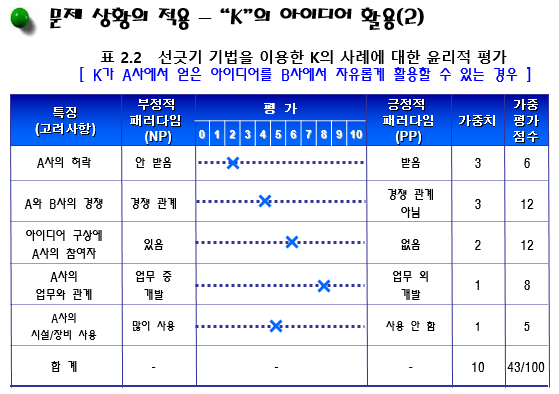 문제 상황의 적용 – “K”의 아이디어 활용(2)
표 2.2 선긋기 기법을 이용한 K의 사례에 대한 윤리적 평가
[ K가 A사에서 얻은 아이디어를 B사에서 자유롭게 활용할 수 있는 경우 ]
특징 (고려사항) 부정적 패러다임 (NP) 평 가 0 1 2 3 4 5 6 7 8 9 10 긍정적 패러다임 (PP) 가중치 가중 평가 점수
A사의 허락 안 받음 받음 3 6
A와 B사의 경쟁 경쟁 관계 경쟁 관계 아님 3 12
아이디어 구상에 A사의 참여자 있음 없음 2 12
A사의 업무와 관계 업무 중 개발 업무 외 개발 1 8
A사의 시설/장비 사용 많이 사용 사용 안 함 1 5
합 계 - - - 10 43/100